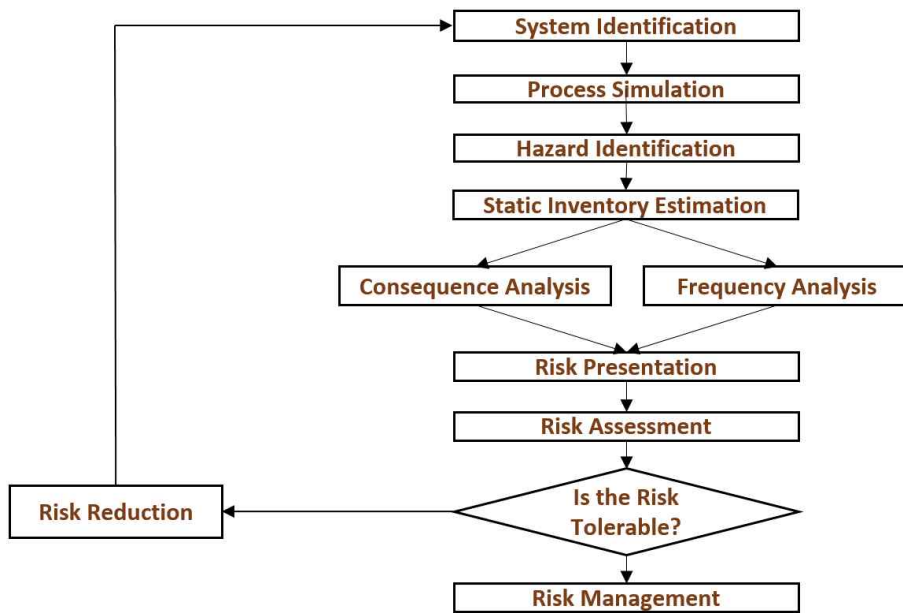 System Identification
Process Simulation
Hazard Identification
Static Inventory Estimation
Consequence Analysis
Frequency Analysis
Risk Presentation
Risk Assessment
Is the Risk
Tolerable?
Risk Reduction
Risk Management